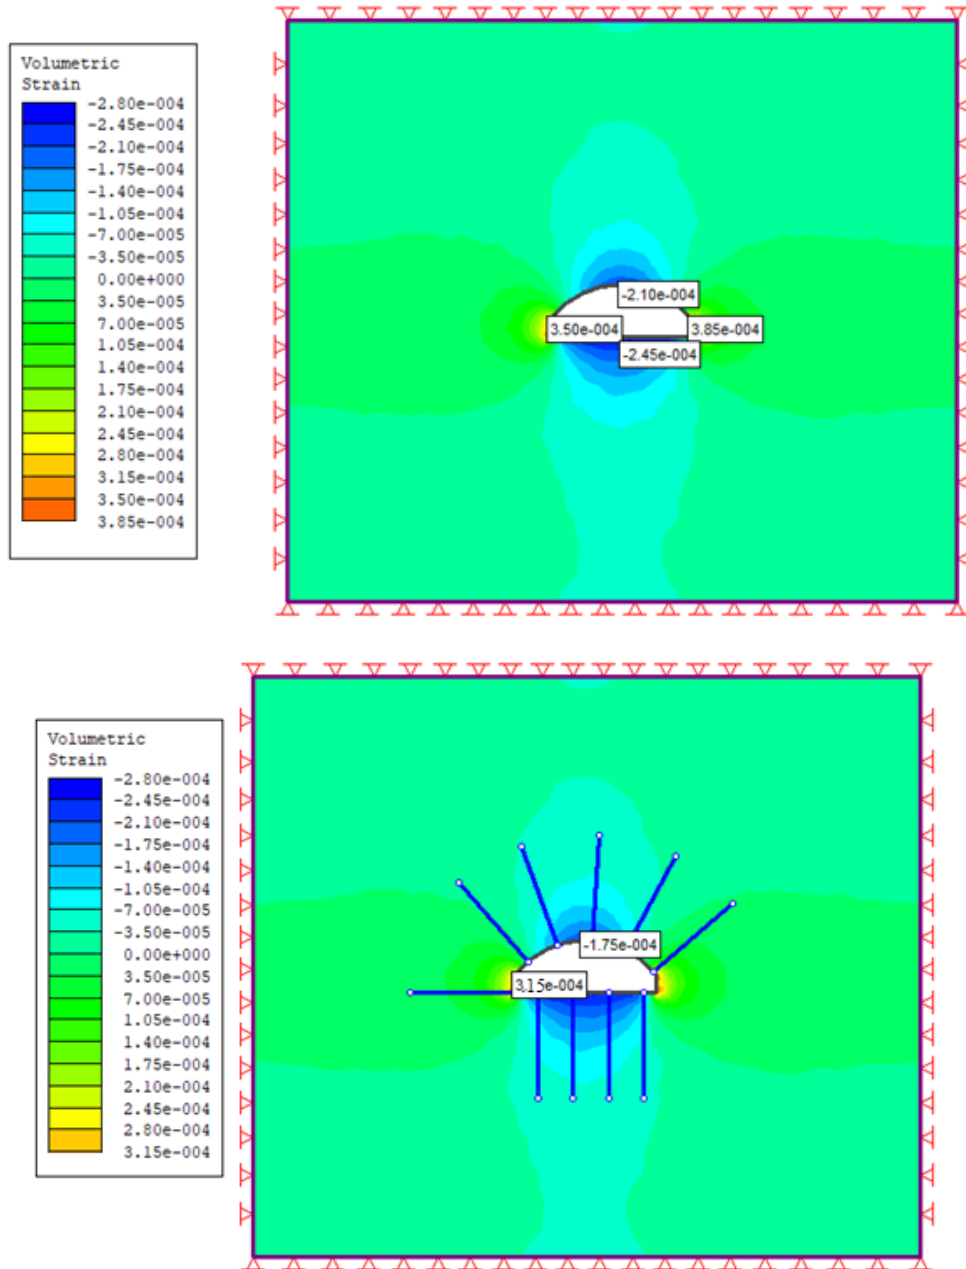 Volumetric
Strain
-2.80e-004
-2.45e-004
-2.10e-004
-1.75e-004
-1.40e-004
-1.05e-004
-7.00e-005
-3.50e-005
0.00e+000
3.50e-005
7.00e-005
1.05e-004
1.40e-004
1.75e-004
2.10e-004
2.45e-004
2.80e-004
3.15e-004
3.50e-004
3.85e-004
-2.10e-004
3.50e-004
3.85e-004
-2.45e-004
Volumetric
Strain
-2.80e-004
-2.45e-004
-2.10e-004
-1.75e-004
-1.40e-004
-1.05e-004
-7.00e-005
-3.50e-005
0.00e+000
3.50e-005
7.00e-005
1.05e-004
1.40e-004
1.75e-004
2.10e-004
2.45e-004
2.80e-004
3.15e-004
-1.75e-004
3.15e-004